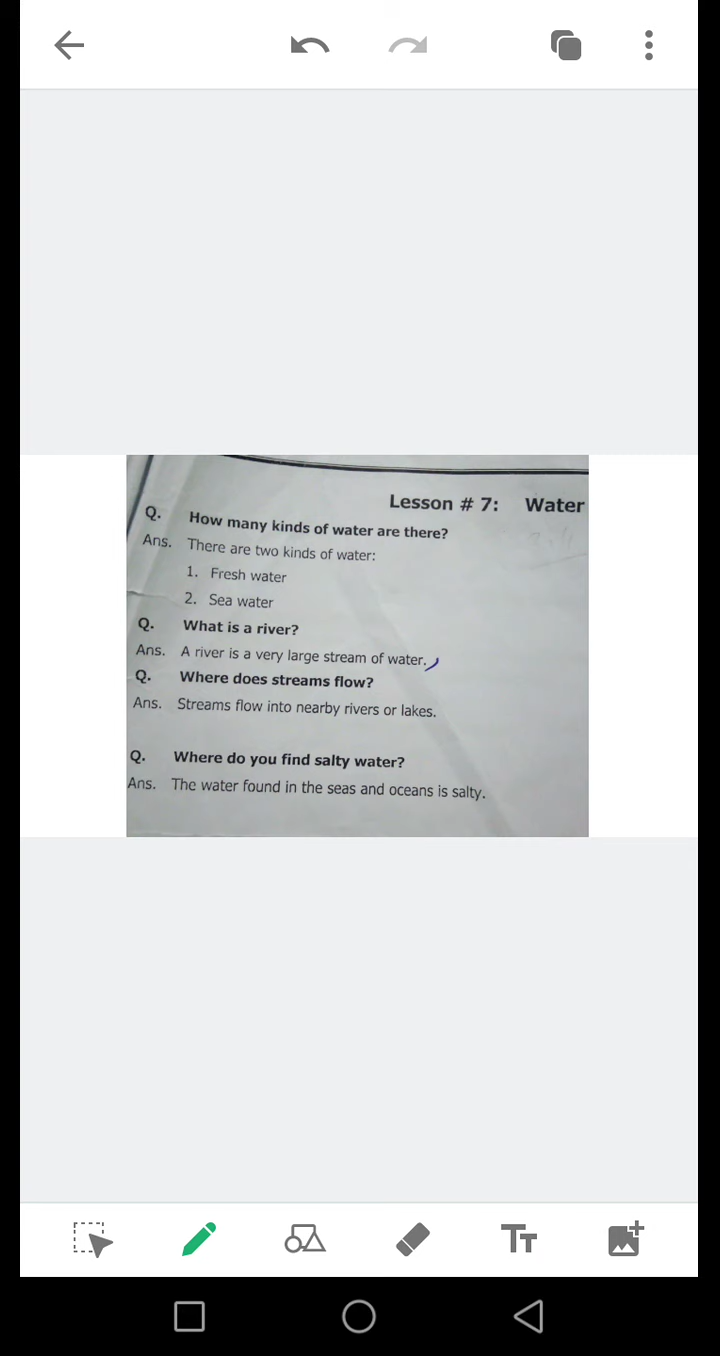 Lesson # 7: Water
Q. How many kinds of water are there?
Ans. There are two kinds of water:
1. Fresh water
2. Sea water
Q. What is a river?
Ans. A river is a very large stream of water.
Q. Where does streams flow?
Ans. Streams flow into nearby rivers or lakes.
Q. Where do you find salty water?
Ans. The water found in the seas and oceans is salty.
TT